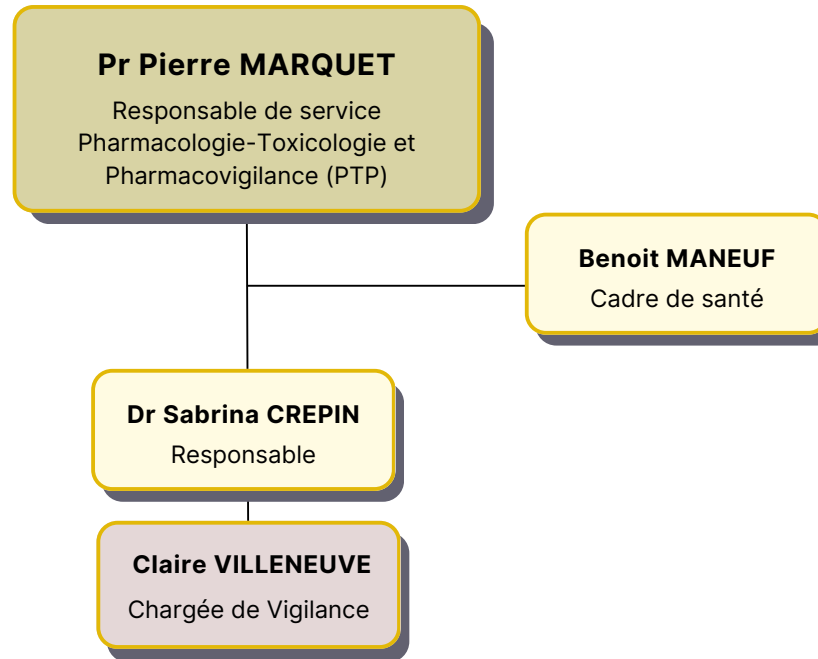 Pr Pierre MARQUET
Responsable de service
Pharmacologie-Toxicologie et
Pharmacovigilance (PTP)
Benoit MANEUF
Cadre de santé
Dr Sabrina CREPIN
Responsable
Claire VILLENEUVE
Chargée de Vigilance